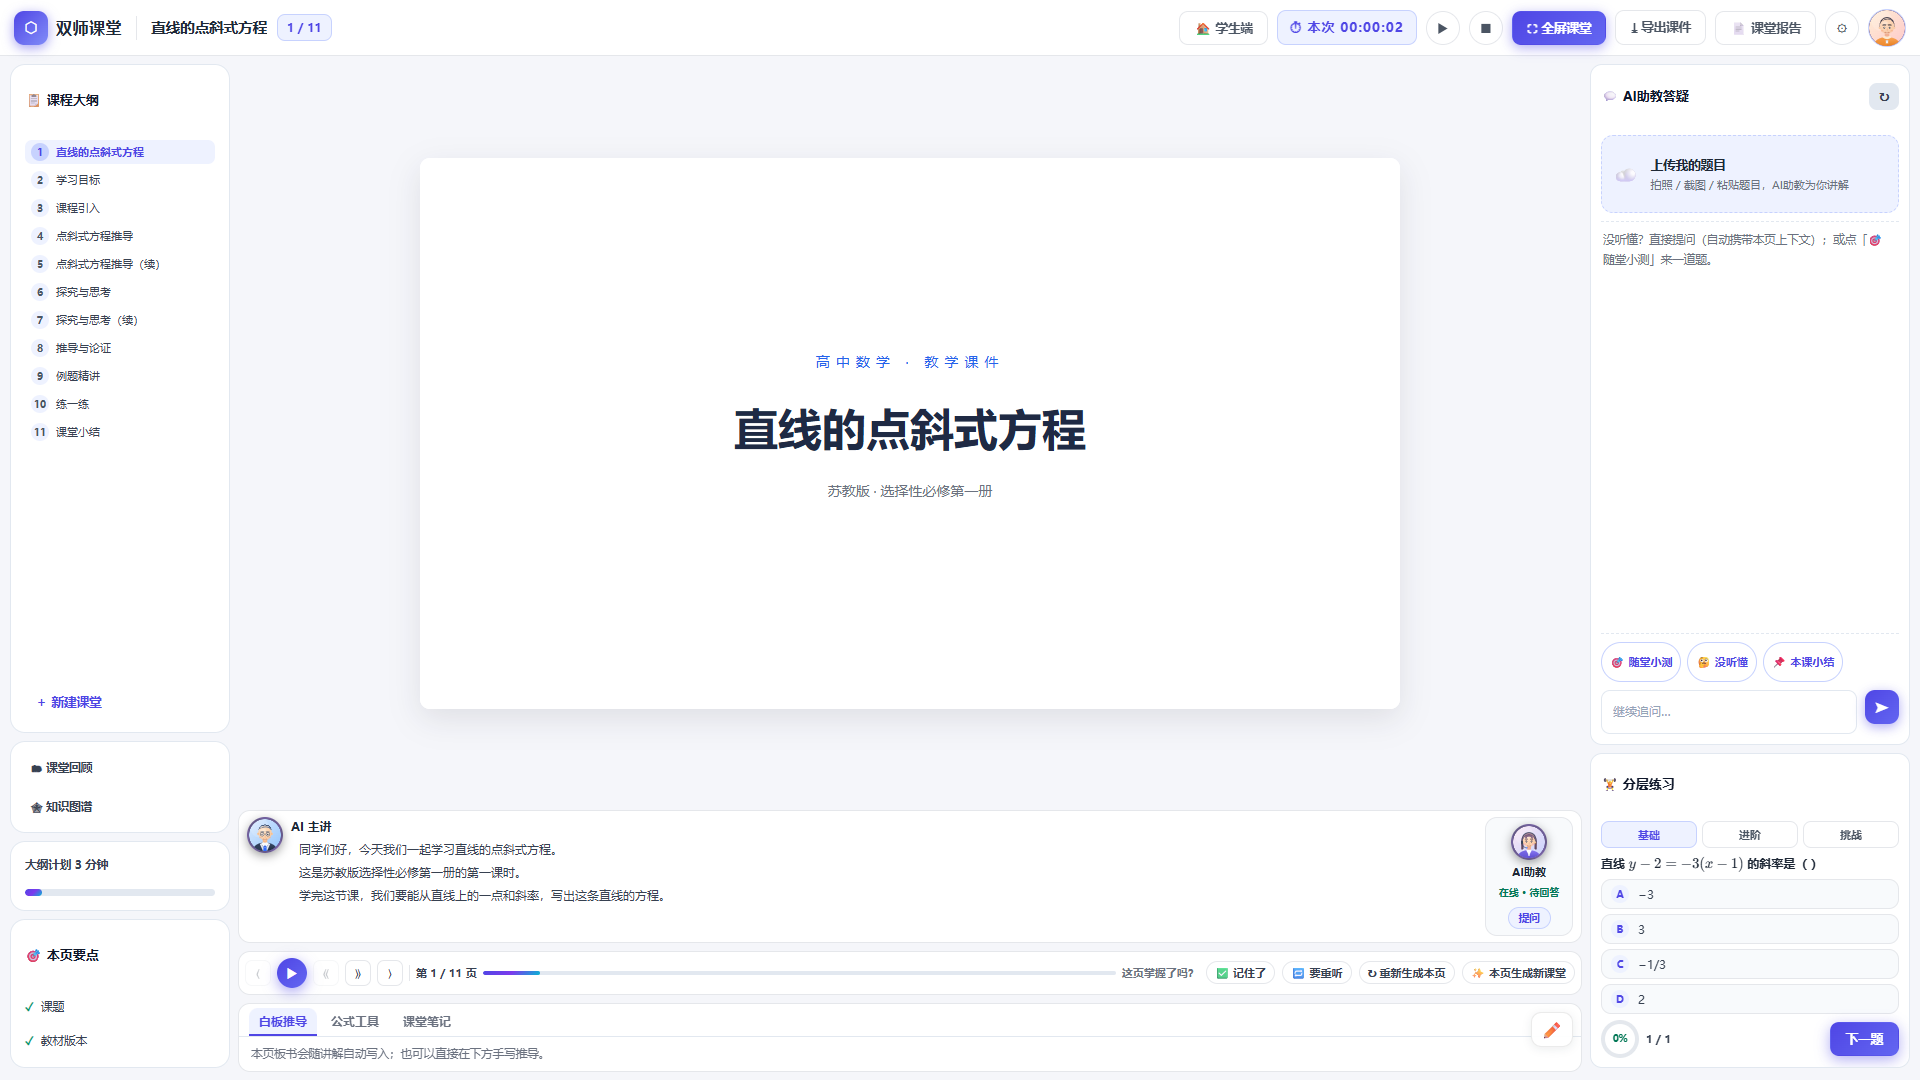 双师课堂
直线的点斜式方程
1 / 11
学生端
本次 00:00:02
全屏课堂
导出课件
课堂报告
课程大纲
1 直线的点斜式方程
2 学习目标
3 课程引入
4 点斜式方程推导
5 点斜式方程推导（续）
6 探究与思考
7 探究与思考（续）
8 推导与论证
9 例题精讲
10 练一练
11 课堂小结
+ 新建课堂
课堂回顾
知识图谱
大纲计划 3 分钟
本页要点
✓ 课题
✓ 教材版本
高中数学 · 教学课件
直线的点斜式方程
苏教版 · 选择性必修第一册
AI 主讲
同学们好，今天我们一起学习直线的点斜式方程。
这是苏教版选择性必修第一册的第一课时。
学完这节课，我们要能从直线上的一点和斜率，写出这条直线的方程。
AI助教
在线 • 待回答
提问
第 1 / 11 页
这页掌握了吗?
记住了
要重听
重新生成本页
本页生成新课堂
白板推导
公式工具
课堂笔记
本页板书会随讲解自动写入；也可以直接在下方手写推导。
AI助教答疑
上传我的题目
拍照 / 截图 / 粘贴题目，AI助教为你讲解
没听懂？直接提问（自动携带本页上下文）；或点「🎯
随堂小测」来一道题。
随堂小测
没听懂
本课小结
继续追问...
分层练习
基础
进阶
挑战
直线 y − 2 = −3(x − 1) 的斜率是（ ）
A −3
B 3
C −1/3
D 2
0%
1 / 1
下一题